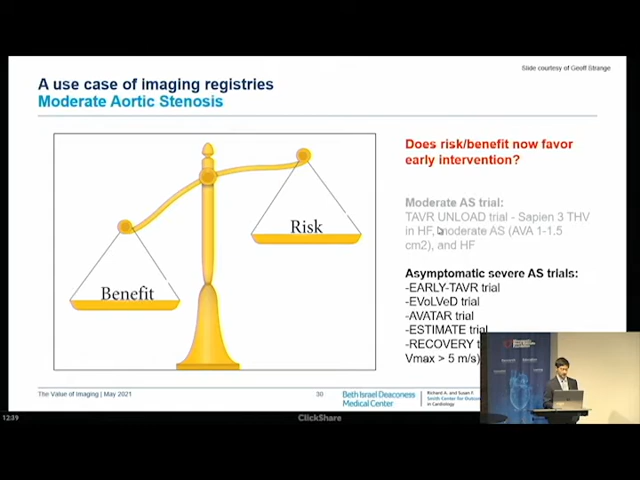 Slide courtesy of Geoff Strange
A use case of imaging registries
Moderate Aortic Stenosis
Does risk/benefit now favor
early intervention?
Risk
Benefit
Moderate AS trial:
TAVR UNLOAD trial - Sapien 3 THV
in HF, moderate AS (AVA 1-1.5
cm2), and HF
Asymptomatic severe AS trials:
-EARLY-TAVR trial
-EVoLVeD trial
-AVATAR trial
-ESTIMATE trial
-RECOVERY
Vmax > 5 m/s)
The Value of Imaging | May 2021
30
Beth Israel Deaconess
Medical Center
Richard A. and Susan F.
Smith Center for
in Cardiology
12:39
ClickShare